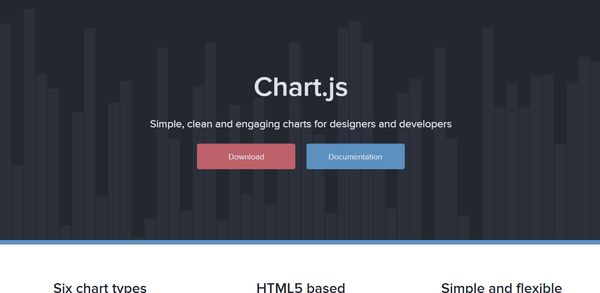 Chart.js
Simple, clean and engaging charts for designers and developers
Download
Documentation
Six chart types
HTML5 based
Simple and flexible